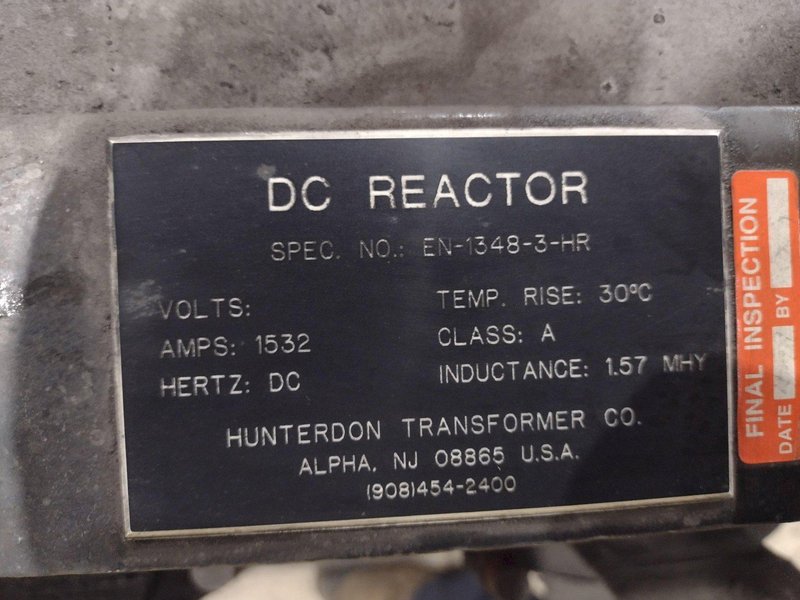 DC REACTOR
SPEC. NO.: EN-1348-3-HR
VOLTS:
AMPS: 1532
HERTZ: DC
TEMP. RISE: 30°C
CLASS: A
INDUCTANCE: 1.57 MHY
HUNTERDON TRANSFORMER CO.
ALPHA, NJ 08865 U.S.A.
(908)454-2400
FINAL INSPECTION
DATE BY